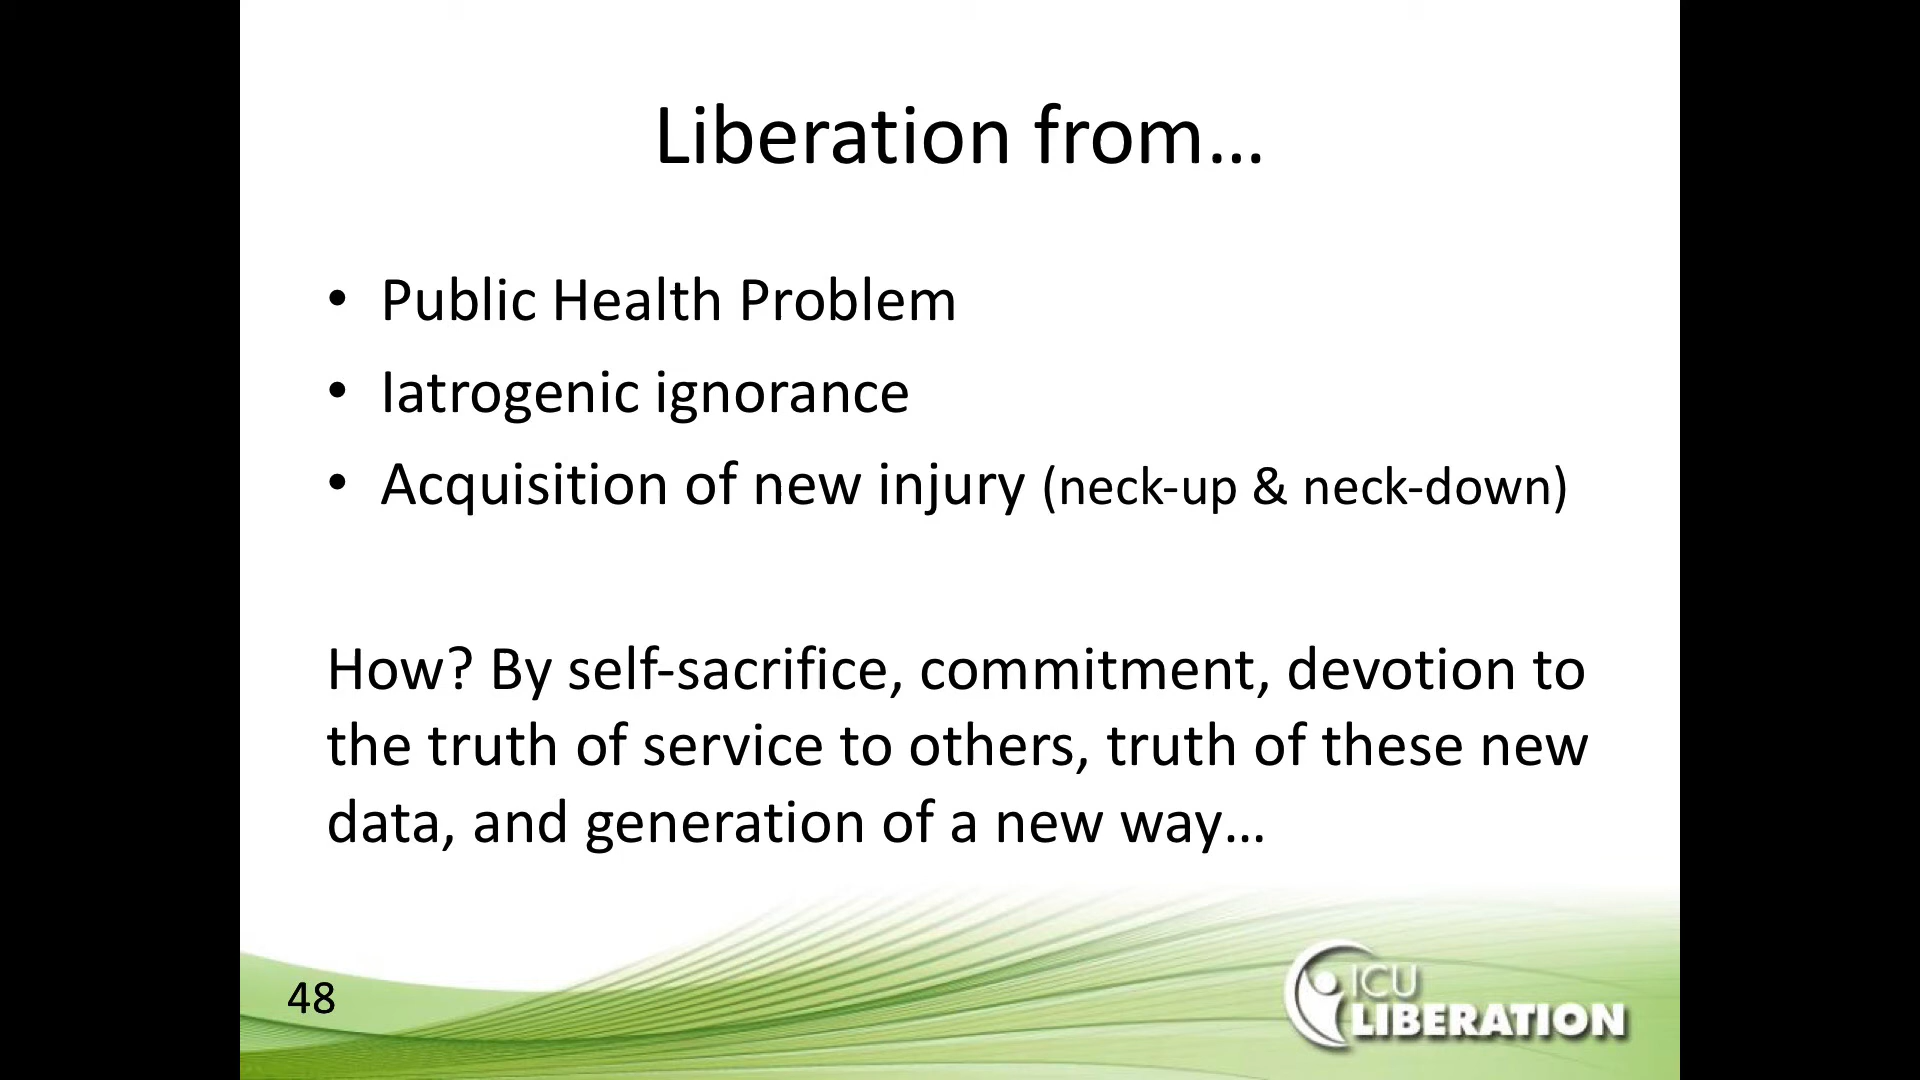 Liberation from…
• Public Health Problem
• Iatrogenic ignorance
• Acquisition of new injury (neck-up & neck-down)
How? By self-sacrifice, commitment, devotion to
the truth of service to others, truth of these new
data, and generation of a new way…
48
ICU
LIBERATION